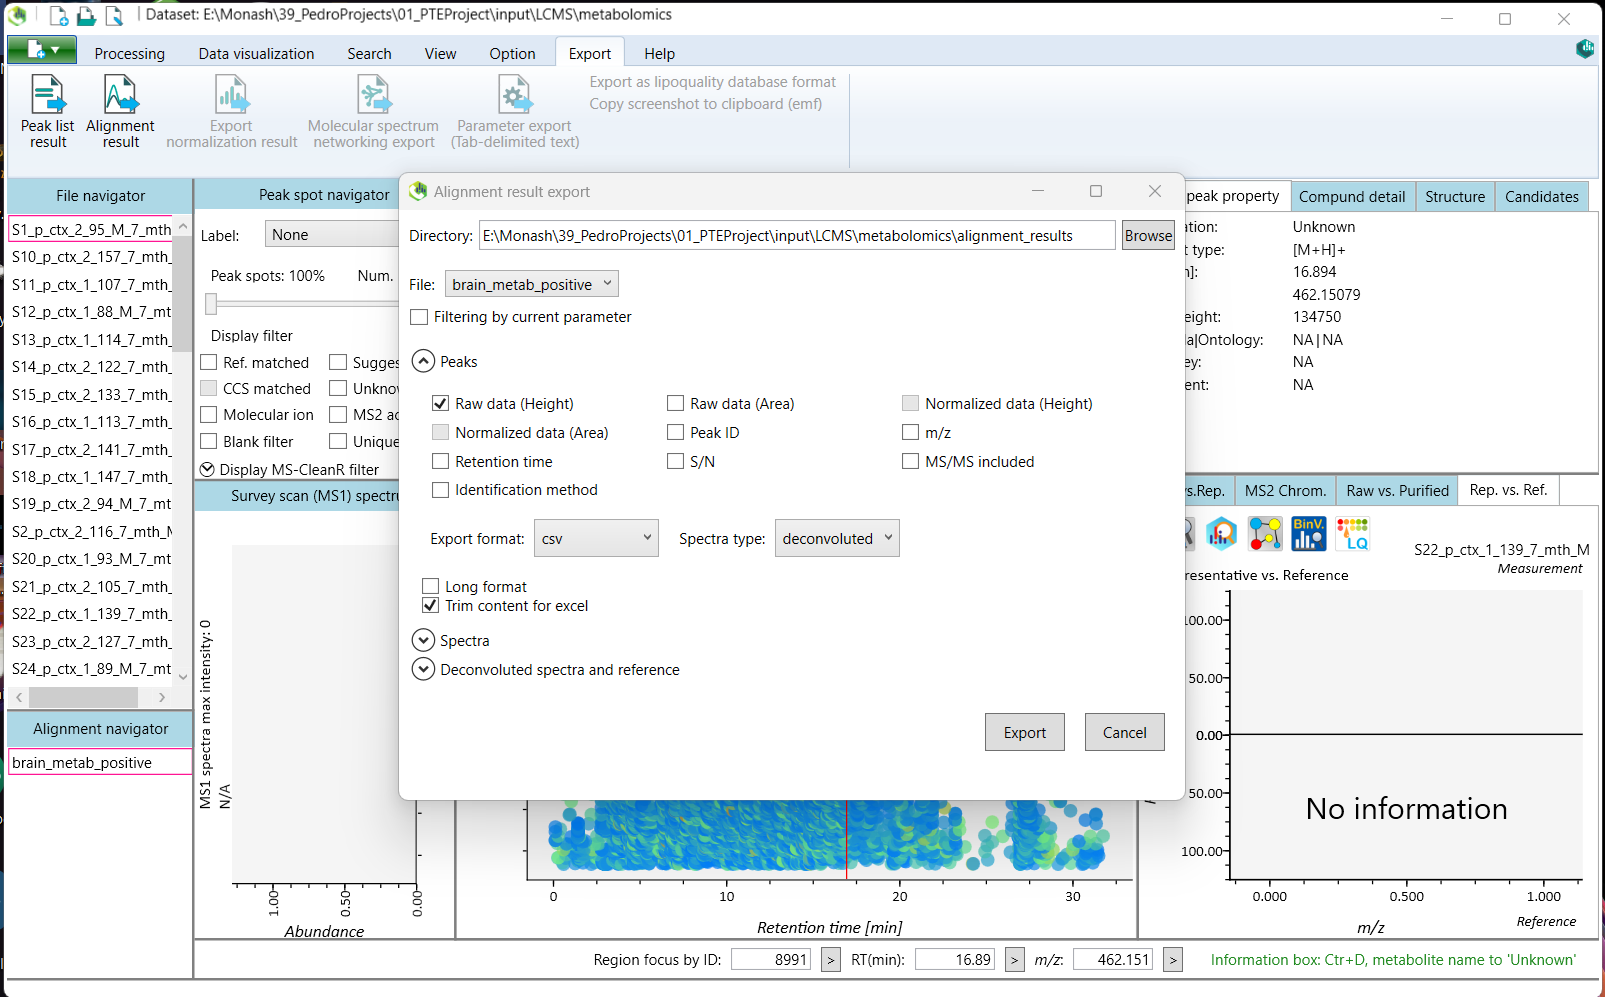 Dataset: E:\Monash\39_PedroProjects\01_PTEProject\input\LCMS\metabolomics
Processing Data visualization Search View Option Export Help
Peak list result
Alignment result
Export normalization result
Molecular spectrum networking export
Parameter export (Tab-delimited text)
Export as lipoquality database format
Copy screenshot to clipboard (emf)
File navigator
S1_p_ctx_2_95_M_7_mth
S10_p_ctx_2_157_7_mth_
S11_p_ctx_1_107_7_mth_
S12_p_ctx_1_88_M_7_mt
S13_p_ctx_1_114_7_mth_
S14_p_ctx_2_122_7_mth_
S15_p_ctx_2_133_7_mth_
S16_p_ctx_1_113_7_mth_
S17_p_ctx_2_141_7_mth_
S18_p_ctx_1_147_7_mth_
S19_p_ctx_2_94_M_7_mt
S2_p_ctx_2_116_7_mth_M
S20_p_ctx_1_93_M_7_mt
S21_p_ctx_2_105_7_mth_
S22_p_ctx_1_139_7_mth_
S23_p_ctx_2_127_7_mth_
S24_p_ctx_1_89_M_7_mt
Alignment navigator
brain_metab_positive
Peak spot navigator
Label: None
Peak spots: 100% Num.
Display filter
Ref. matched Sugges
CCS matched Unkno
Molecular ion MS2 ac
Blank filter Unique
Display MS-CleanR filter
Survey scan (MS1) spectru
MS1 spectra max intensity: 0
N/A
1.00 0.50 0.00
Abundance
Alignment result export
Directory: E:\Monash\39_PedroProjects\01_PTEProject\input\LCMS\metabolomics\alignment_results Browse
File: brain_metab_positive
Filtering by current parameter
Peaks
Raw data (Height) Raw data (Area) Normalized data (Height)
Normalized data (Area) Peak ID m/z
Retention time S/N MS/MS included
Identification method
Export format: csv Spectra type: deconvoluted
Long format
Trim content for excel
Spectra
Deconvoluted spectra and reference
Export Cancel
0 10 20 30
Retention time [min]
peak property Compund detail Structure Candidates
ation: Unknown
t type: [M+H]+
n]: 16.894
462.15079
eight: 134750
a|Ontology: NA|NA
ey: NA
ent: NA
vs.Rep. MS2 Chrom. Raw vs. Purified Rep. vs. Ref.
BinV.
LQ
S22_p_ctx_1_139_7_mth_M
Measurement
resentative vs. Reference
100.00
50.00
0.00
50.00
100.00
No information
0.000 0.500 1.000
m/z
Reference
Region focus by ID: 8991 > RT(min): 16.89 > m/z: 462.151 > Information box: Ctr+D, metabolite name to 'Unknown'